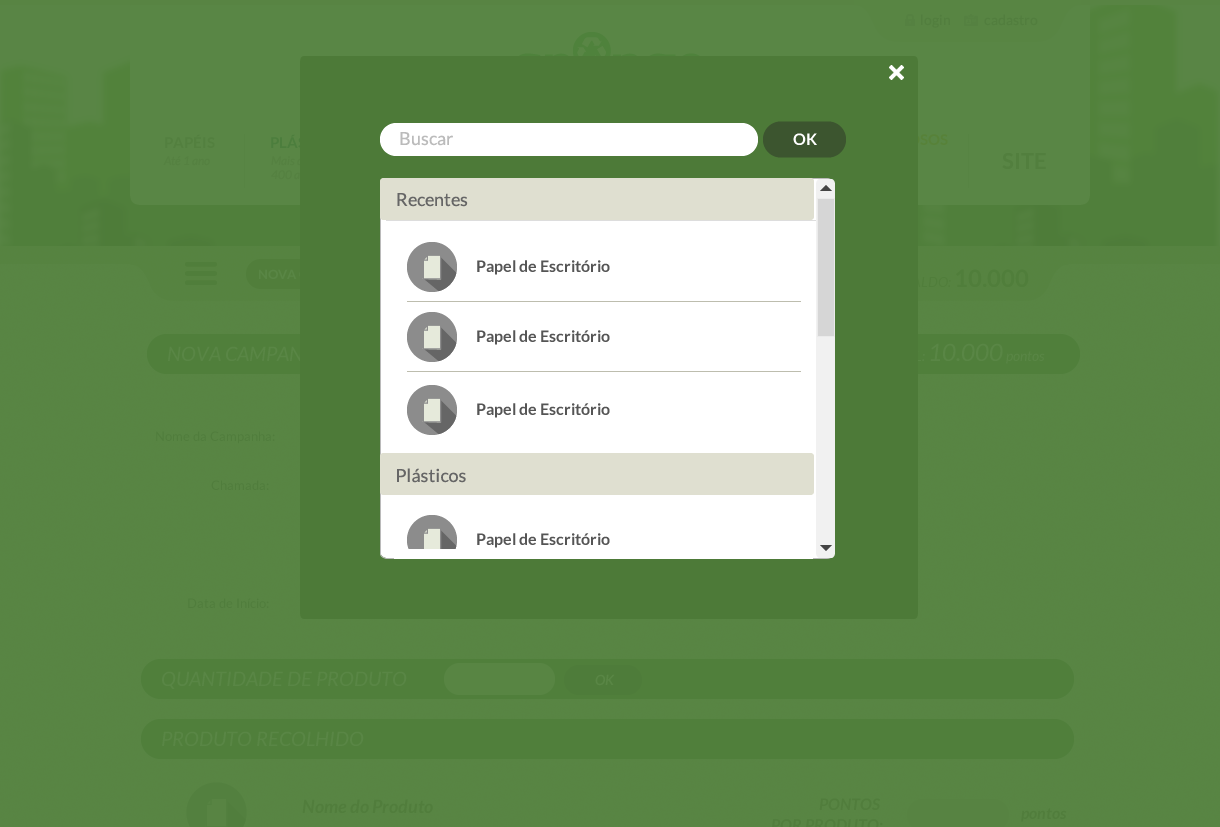 login cadastro
PAPEIS
SITE
Buscar
OK
Recentes
NOVA
10.000
Papel de Escritório
Papel de Escritório
NOVA CAMPAN
10.000 pontos
Papel de Escritório
Nome da Campanha:
Plásticos
Chamada:
Papel de Escritório
Data de Início:
QUANTIDADE DE PRODUTO
OK
PRODUTO RECOLHIDO
Nome do Produto
PONTOS
POR PRODUTO:
pontos